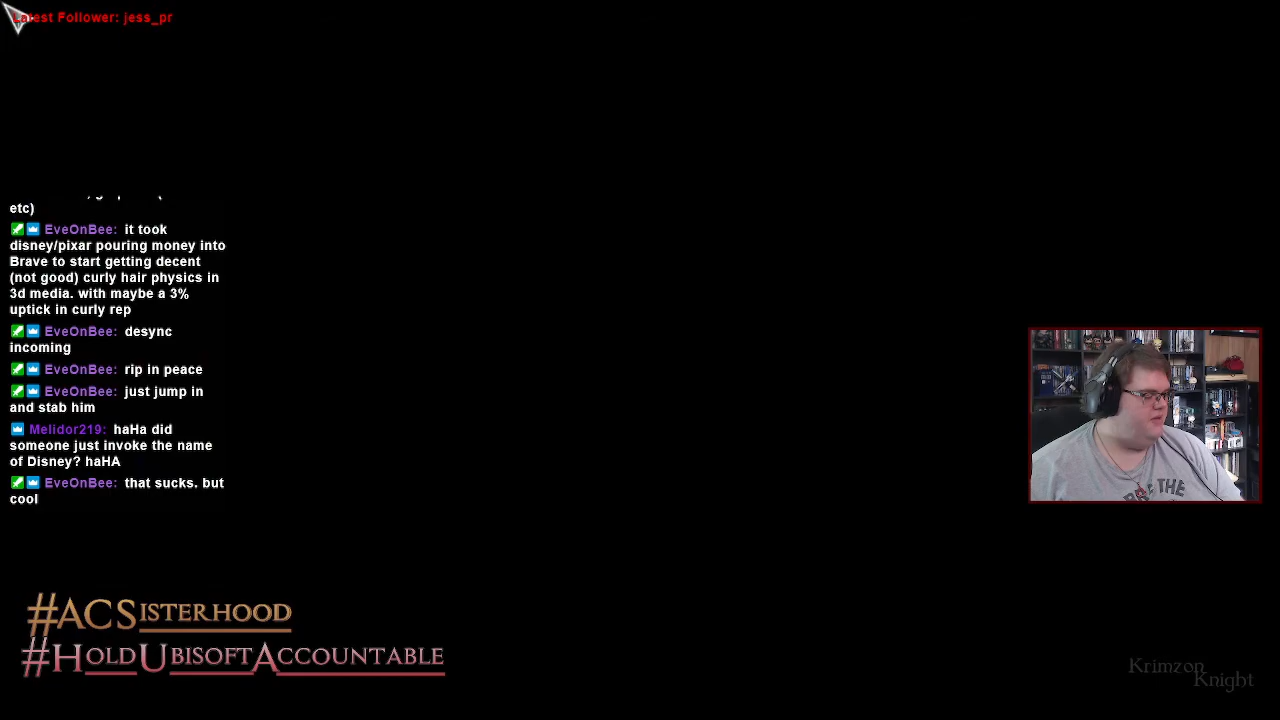 Latest Follower: jess_pr
etc)
EveOnBee: it took
disney/pixar pouring money into
Brave to start getting decent
(not good) curly hair physics in
3d media. with maybe a 3%
uptick in curly rep
EveOnBee: desync
incoming
EveOnBee: rip in peace
EveOnBee: just jump in
and stab him
Melidor219: haHa did
someone just invoke the name
of Disney? haHA
EveOnBee: that sucks. but
cool
THE
#ACSISTERHOOD
#HOLDUBISOFTACCOUNTABLE
Krimzon
Knight